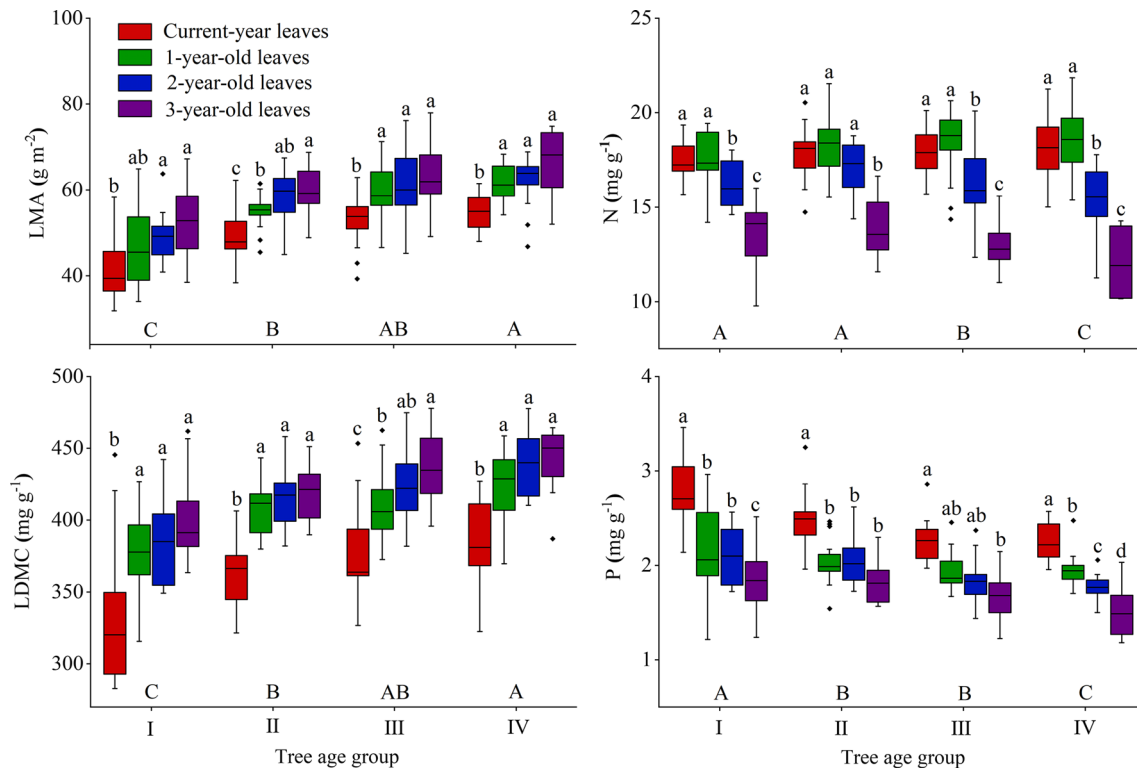 100
80
60
40
LMA (g m⁻²)
Current-year leaves
1-year-old leaves
2-year-old leaves
3-year-old leaves
b ab a a
c b ab a
b a a a
b a a a
C B AB A
25
20
15
10
N (mg g⁻¹)
a a b c
a a a b
a a b c
a a b c
A A B C
500
450
400
350
300
LDMC (mg g⁻¹)
b a a a
b a a a
c b ab a
b a a a
C B AB A
I II III IV
Tree age group
4
3
2
1
P (mg g⁻¹)
a b b c
a b b b
a ab ab b
a b c d
A B B C
I II III IV
Tree age group